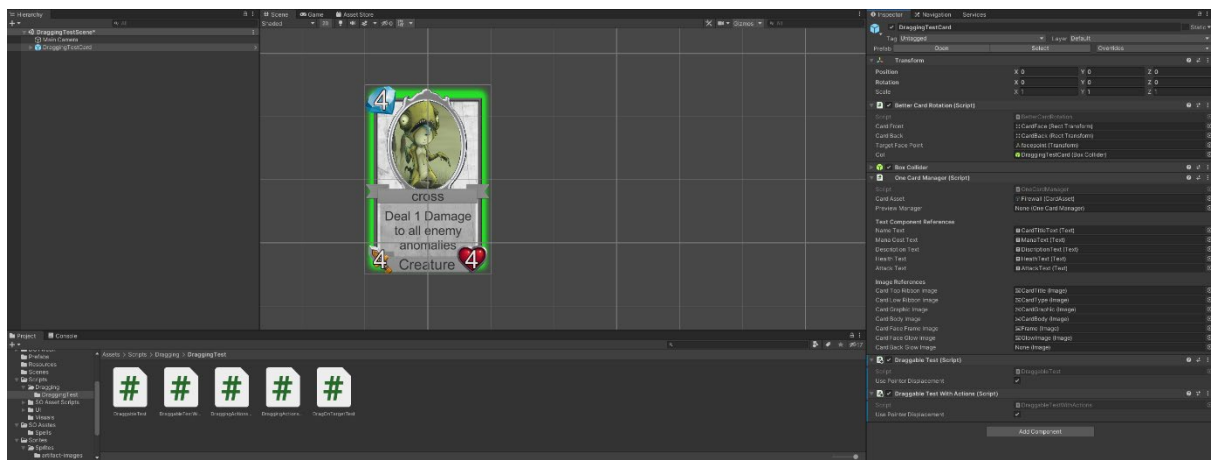 Hierarchy
All
DraggingTestScene*
Main Camera
DraggingTestCard
Scene
Game
Asset Store
Shaded
2D
Gizmos
All
4
cross
Deal 1 Damage
to all enemy
anomalies
4
Creature
4
Project
Console
Prefabs
Resources
Scenes
Scripts
Dragging
DraggingTest
SO Asset Scripts
UI
Visuals
SO Assets
Spells
Sprites
Sprites
artifact-images
Assets > Scripts > Dragging > DraggingTest
DraggableTest
DraggableTestW...
DraggingActions...
DraggingActions...
DragOnTargetTest
Inspector
Navigation
Services
DraggingTestCard
Static
Tag Untagged
Layer Default
Prefab Open Select Overrides
Transform
Position X 0 Y 0 Z 0
Rotation X 0 Y 0 Z 0
Scale X 1 Y 1 Z 1
Better Card Rotation (Script)
Script BetterCardRotation
Card Front CardFace (Rect Transform)
Card Back CardBack (Rect Transform)
Target Face Point facepoint (Transform)
Col DraggingTestCard (Box Collider)
Box Collider
One Card Manager (Script)
Script OneCardManager
Card Asset Firewall (CardAsset)
Preview Manager None (One Card Manager)
Text Component References
Name Text CardTitleText (Text)
Mana Cost Text ManaText (Text)
Description Text DiscriptionText (Text)
Health Text HeathText (Text)
Attack Text AttackText (Text)
Image References
Card Top Ribbon Image CardTitle (Image)
Card Low Ribbon Image CardType (Image)
Card Graphic Image CardGraphic (Image)
Card Body Image CardBody (Image)
Card Face Frame Image Frame (Image)
Card Face Glow Image GlowImage (Image)
Card Back Glow Image None (Image)
Draggable Test (Script)
Script DraggableTest
Use Pointer Displacement
Draggable Test With Actions (Script)
Script DraggableTestWithActions
Use Pointer Displacement
Add Component